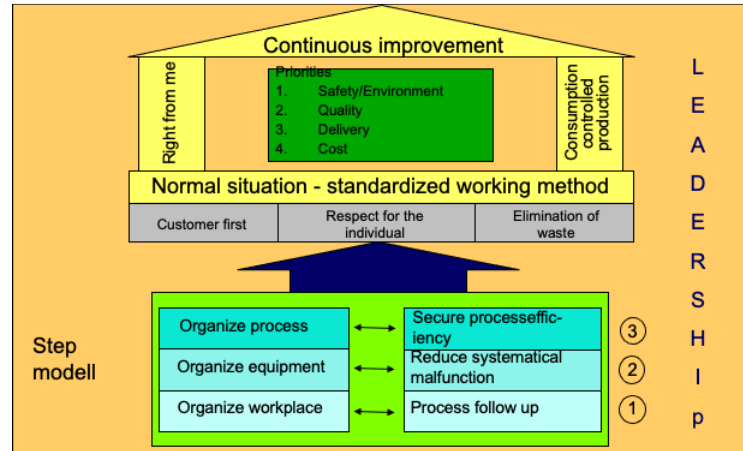 Continuous improvement
Right from me
Priorities
1. Safety/Environment
2. Quality
3. Delivery
4. Cost
Consumption
controlled
production
Normal situation - standardized working method
Customer first
Respect for the
individual
Elimination of
waste
Step
modell
Organize process
Secure processeffic-
iency
3
Organize equipment
Reduce systematical
malfunction
2
Organize workplace
Process follow up
1
L
E
A
D
E
R
S
H
I
p